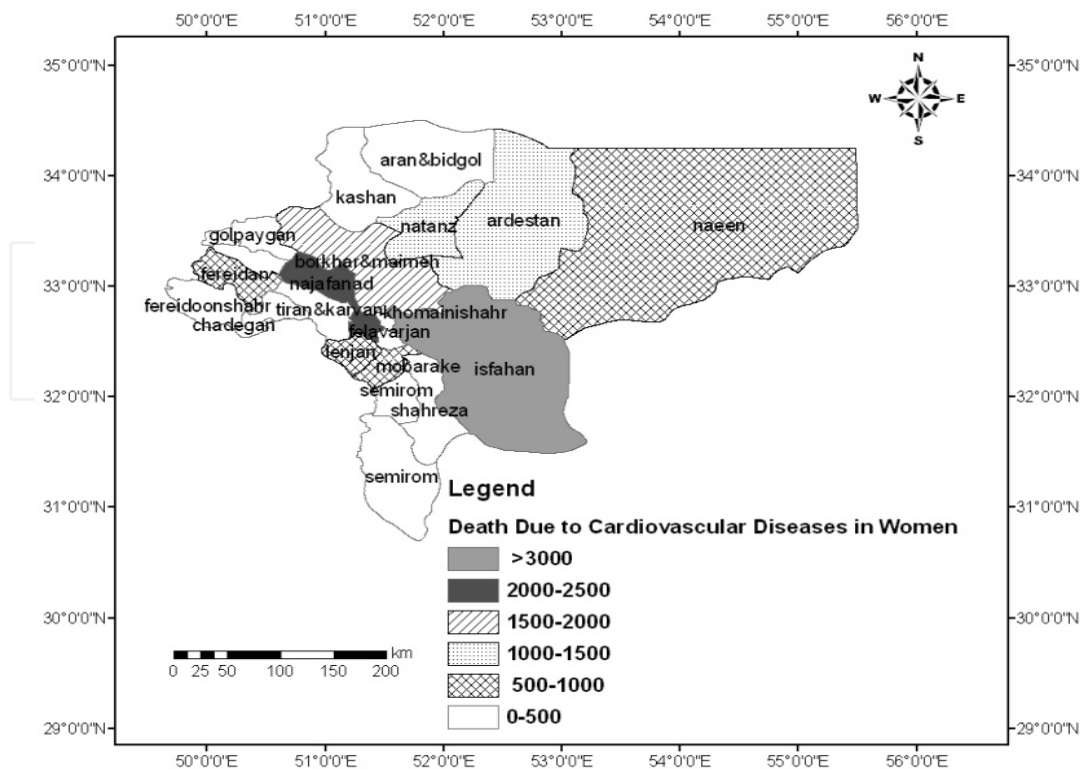 50°0'0"E 51°0'0"E 52°0'0"E 53°0'0"E 54°0'0"E 55°0'0"E 56°0'0"E
35°0'0"N 35°0'0"N
N
W E
S
34°0'0"N 34°0'0"N
aran&bidgol
kashan
ardestan
natanz
naeen
golpaygan
borkhar&maimeh
fereidan
najafanad
33°0'0"N 33°0'0"N
fereidoonshahr
tiran&karvan
khomainishahr
chadegan
felavarjan
lenjan
mobarake
isfahan
32°0'0"N 32°0'0"N
semirom
shahreza
semirom
31°0'0"N 31°0'0"N
Legend
Death Due to Cardiovascular Diseases in Women
>3000
2000-2500
1500-2000
1000-1500
500-1000
0-500
30°0'0"N 30°0'0"N
km
0 25 50 100 150 200
29°0'0"N 29°0'0"N
50°0'0"E 51°0'0"E 52°0'0"E 53°0'0"E 54°0'0"E 55°0'0"E 56°0'0"E